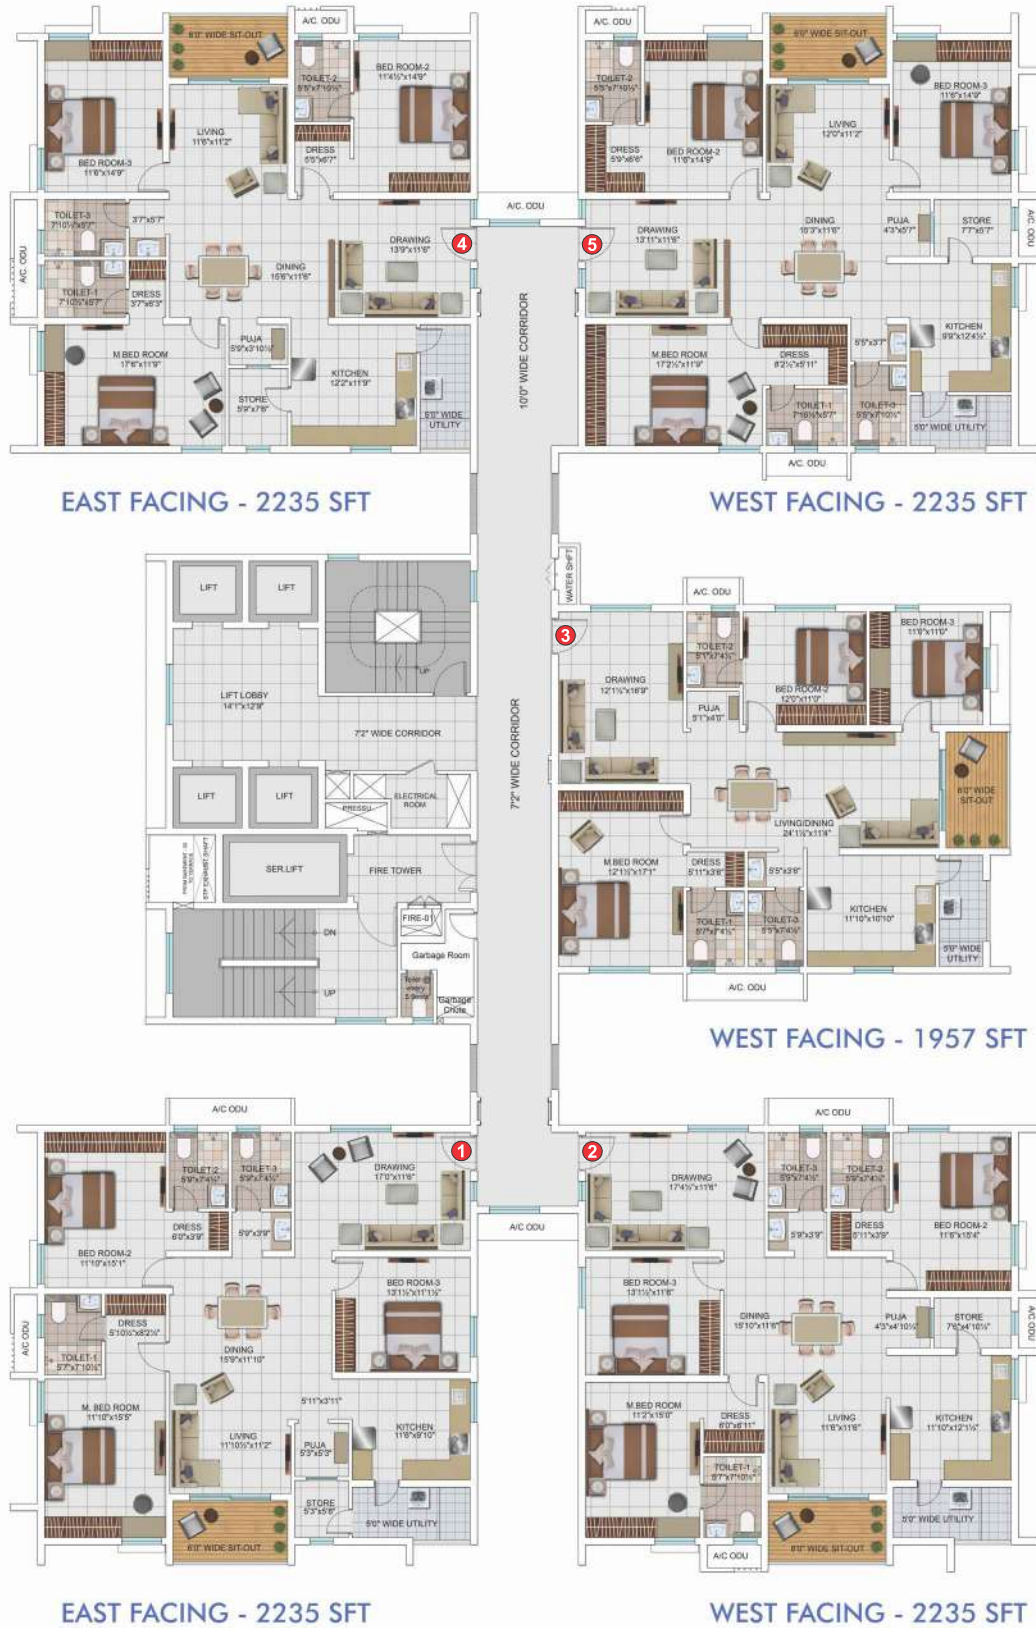 A/C. ODU
6'0" WIDE SIT-OUT
TOILET-2
5'5"x7'10½"
BED ROOM-2
11'4½"x14'9"
LIVING
11'6"x11'2"
DRESS
5'5"x6'7"
BED ROOM-3
11'6"x14'9"
TOILET-3
7'10½"x5'7"
3'7"x5'7"
A/C. ODU
DRAWING
13'9"x11'6"
4
DINING
15'6"x11'6"
TOILET-1
7'10½"x5'7"
DRESS
3'7"x6'3"
PUJA
5'9"x3'10½"
M.BED ROOM
17'6"x11'9"
KITCHEN
12'2"x11'9"
STORE
5'9"x7'6"
5'0" WIDE
UTILITY
EAST FACING - 2235 SFT
A/C. ODU
10'0" WIDE CORRIDOR
A/C. ODU
6'0" WIDE SIT-OUT
TOILET-2
5'5"x7'10½"
BED ROOM-3
11'6"x14'9"
LIVING
12'0"x11'2"
DRESS
5'9"x6'6"
BED ROOM-2
11'6"x14'9"
5
DRAWING
13'11"x11'6"
DINING
10'3"x11'6"
PUJA
4'3"x5'7"
STORE
7'7"x5'7"
A/C. ODU
KITCHEN
9'9"x12'4½"
5'5"x3'7"
M.BED ROOM
17'2½"x11'9"
DRESS
8'2½"x5'11"
TOILET-1
7'10½"x5'7"
TOILET-3
5'5"x7'10½"
5'0" WIDE UTILITY
A/C. ODU
WEST FACING - 2235 SFT
LIFT
LIFT
UP
LIFT LOBBY
14'1"x12'9"
7'2" WIDE CORRIDOR
LIFT
LIFT
ELECTRICAL
ROOM
SER.LIFT
FIRE TOWER
FIRE-01
DN
Garbage Room
UP
Garbage
Chute
7'2" WIDE CORRIDOR
WATER SHFT
A/C. ODU
3
TOILET-2
5'1"x7'4½"
BED ROOM-3
11'0"x11'0"
DRAWING
12'1½"x16'9"
BED ROOM-2
12'0"x11'0"
PUJA
5'1"x4'0"
6'0" WIDE
SIT-OUT
LIVING/DINING
24'1½"x11'4"
M.BED ROOM
12'1½"x17'1"
DRESS
5'11"x3'6"
5'5"x3'6"
KITCHEN
11'10"x10'10"
TOILET-1
5'7"x7'4½"
TOILET-3
5'5"x7'4½"
5'0" WIDE
UTILITY
A/C. ODU
WEST FACING - 1957 SFT
A/C ODU
TOILET-2
5'9"x7'4½"
TOILET-3
5'9"x7'4½"
DRAWING
17'0"x11'6"
1
DRESS
6'0"x3'9"
5'9"x3'9"
BED ROOM-2
11'10"x15'1"
BED ROOM-3
13'1½"x11'1½"
A/C ODU
DRESS
5'10½"x8'2½"
DINING
15'9"x11'10"
TOILET-1
5'7"x7'10½"
M. BED ROOM
11'10"x15'5"
5'11"x3'11"
LIVING
11'10½"x11'2"
PUJA
5'3"x5'3"
KITCHEN
11'8"x9'10"
STORE
5'3"x5'6"
5'0" WIDE UTILITY
6'0" WIDE SIT-OUT
EAST FACING - 2235 SFT
A/C ODU
A/C ODU
2
DRAWING
17'4½"x11'6"
TOILET-3
5'9"x7'4½"
TOILET-2
5'9"x7'4½"
5'9"x3'9"
DRESS
5'11"x3'9"
BED ROOM-2
11'6"x15'4"
BED ROOM-3
13'1½"x11'6"
DINING
15'10"x11'6"
PUJA
4'3"x4'10½"
STORE
7'6"x4'10½"
A/C ODU
M.BED ROOM
11'2"x15'0"
DRESS
6'0"x6'11"
LIVING
11'6"x11'6"
KITCHEN
11'10"x12'1½"
TOILET-1
5'7"x7'10½"
5'0" WIDE UTILITY
A/C ODU
6'0" WIDE SIT-OUT
WEST FACING - 2235 SFT